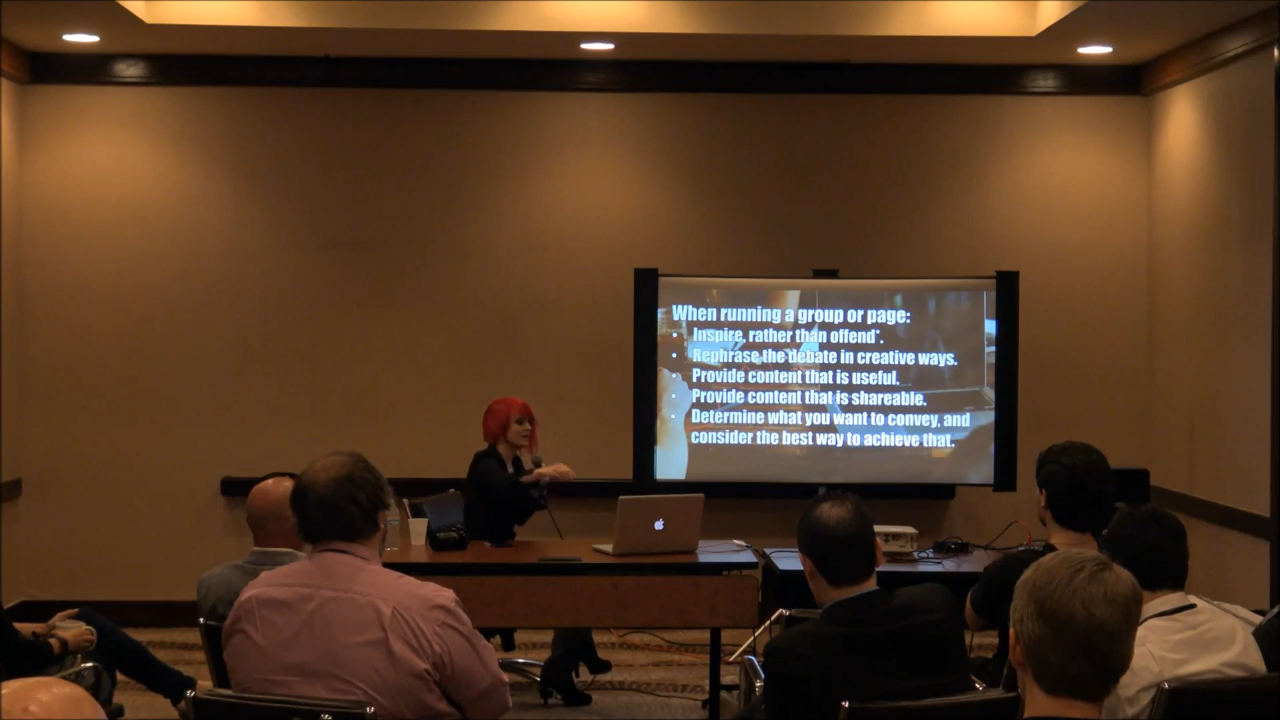 When running a group or page:
• Inspire, rather than offend*.
• Rephrase the debate in creative ways.
• Provide content that is useful.
• Provide content that is shareable.
• Determine what you want to convey, and
consider the best way to achieve that.